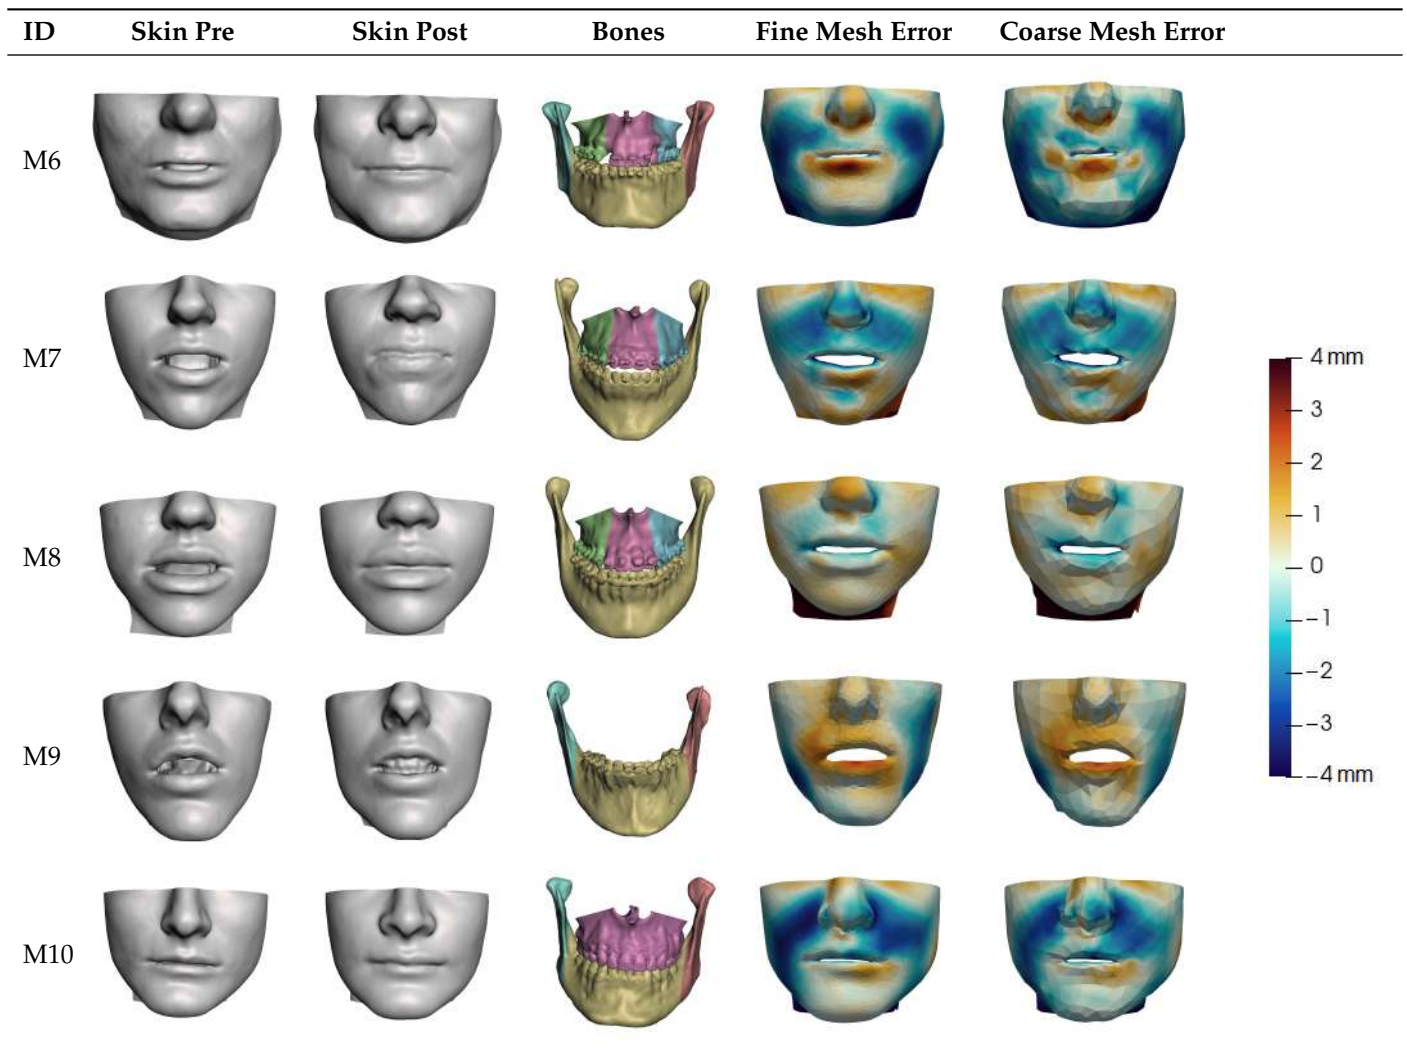 ID Skin Pre Skin Post Bones Fine Mesh Error Coarse Mesh Error
M6
M7
M8
M9
M10
4 mm
3
2
1
0
-1
-2
-3
-4 mm